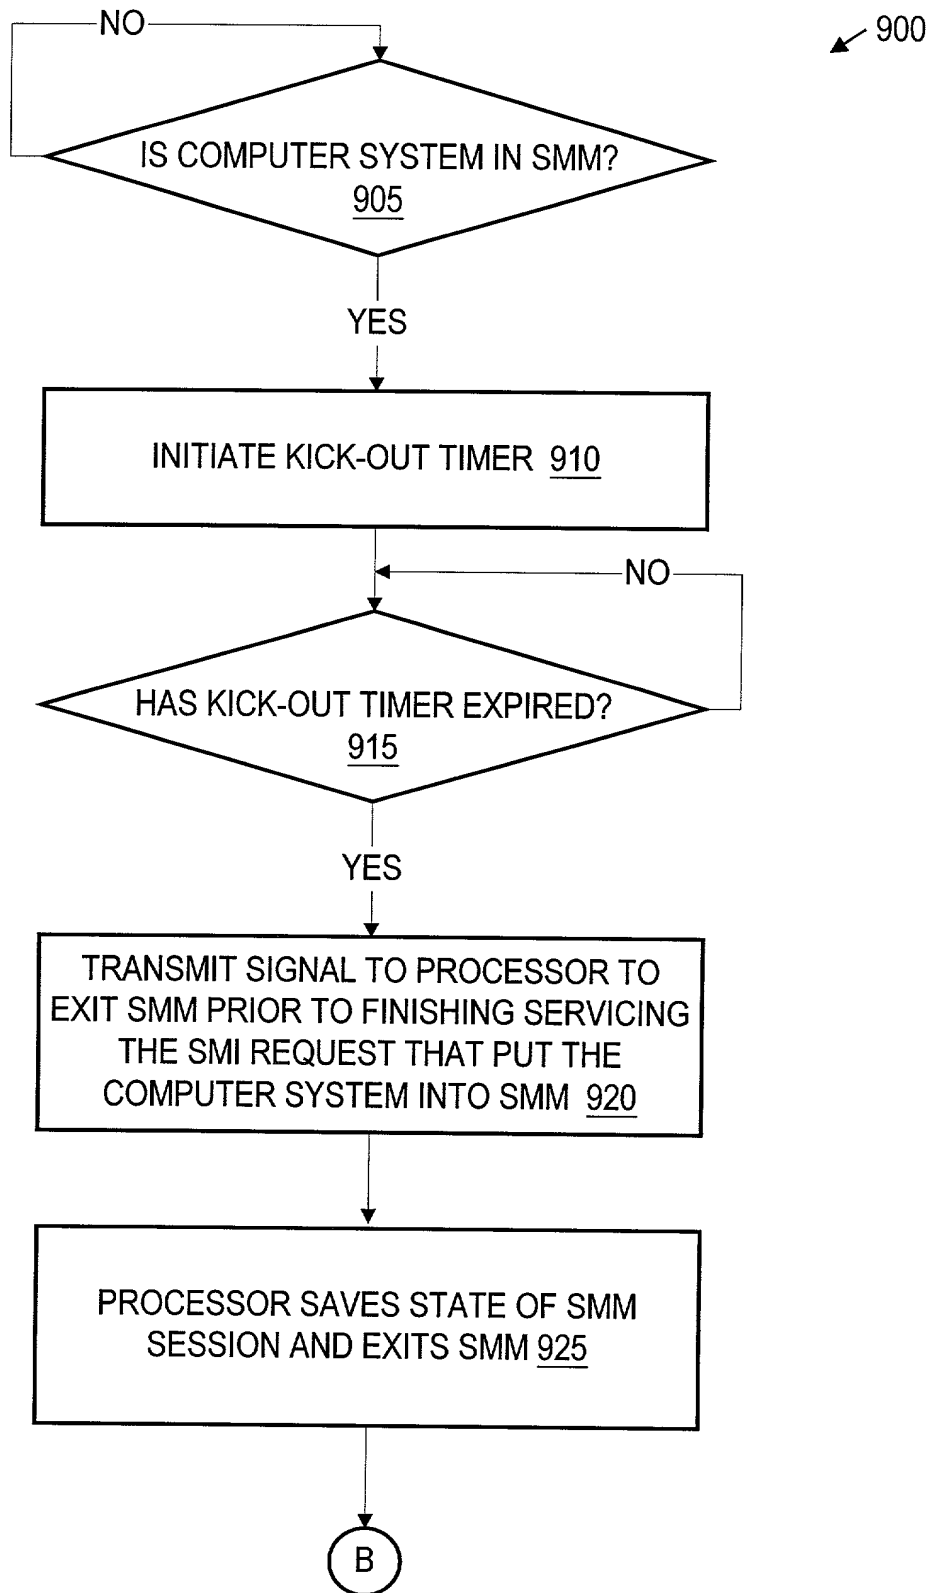 NO
900
IS COMPUTER SYSTEM IN SMM?
905
YES
INITIATE KICK-OUT TIMER 910
NO
HAS KICK-OUT TIMER EXPIRED?
915
YES
TRANSMIT SIGNAL TO PROCESSOR TO
EXIT SMM PRIOR TO FINISHING SERVICING
THE SMI REQUEST THAT PUT THE
COMPUTER SYSTEM INTO SMM 920
PROCESSOR SAVES STATE OF SMM
SESSION AND EXITS SMM 925
B